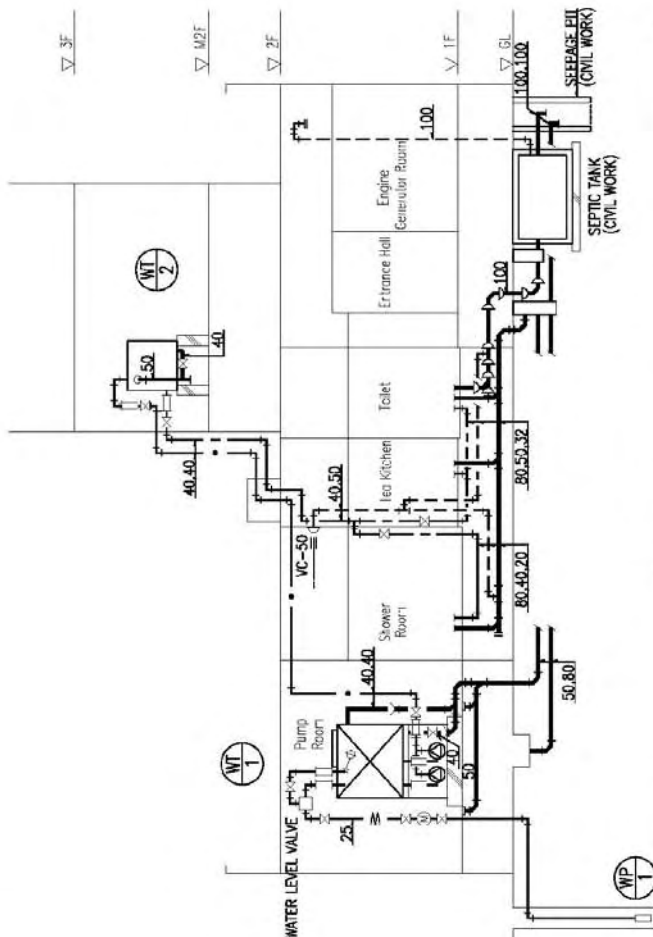 3F
M2F
2F
1F
GL
SEEPAGE PIT
(CIVIL WORK)
100,100
100
Engine
Generator Room
SEPTIC TANK
(CIVIL WORK)
Entrance Hall
100
WT
2
50
40
Toilet
80,50,32
40,40
Tea Kitchen
40,50
VC-50
80,40,20
Shower
Room
40,40
50,80
WT
1
Pump
Room
40
50
WATER LEVEL VALVE
25
M
WP
1